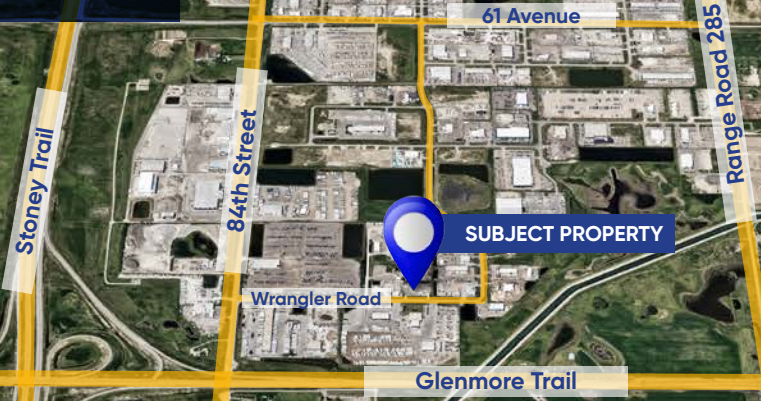 61 Avenue
Range Road 285
84th Street
Stoney Trail
SUBJECT PROPERTY
Wrangler Road
Glenmore Trail